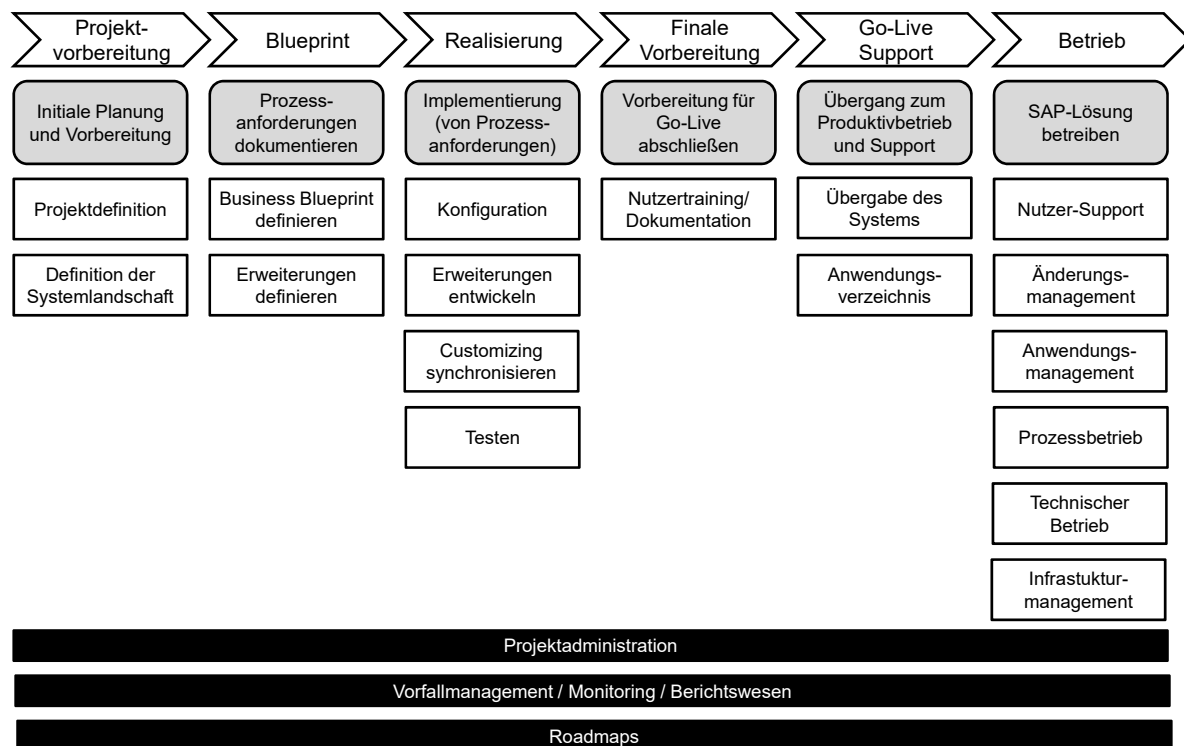 Projekt-
vorbereitung
Blueprint
Realisierung
Finale
Vorbereitung
Go-Live
Support
Betrieb
Initiale Planung
und Vorbereitung
Prozess-
anforderungen
dokumentieren
Implementierung
(von Prozess-
anforderungen)
Vorbereitung für
Go-Live
abschließen
Übergang zum
Produktivbetrieb
und Support
SAP-Lösung
betreiben
Projektdefinition
Business Blueprint
definieren
Konfiguration
Nutzertraining/
Dokumentation
Übergabe des
Systems
Nutzer-Support
Definition der
Systemlandschaft
Erweiterungen
definieren
Erweiterungen
entwickeln
Anwendungs-
verzeichnis
Änderungs-
management
Customizing
synchronisieren
Anwendungs-
management
Testen
Prozessbetrieb
Technischer
Betrieb
Infrastuktur-
management
Projektadministration
Vorfallmanagement / Monitoring / Berichtswesen
Roadmaps